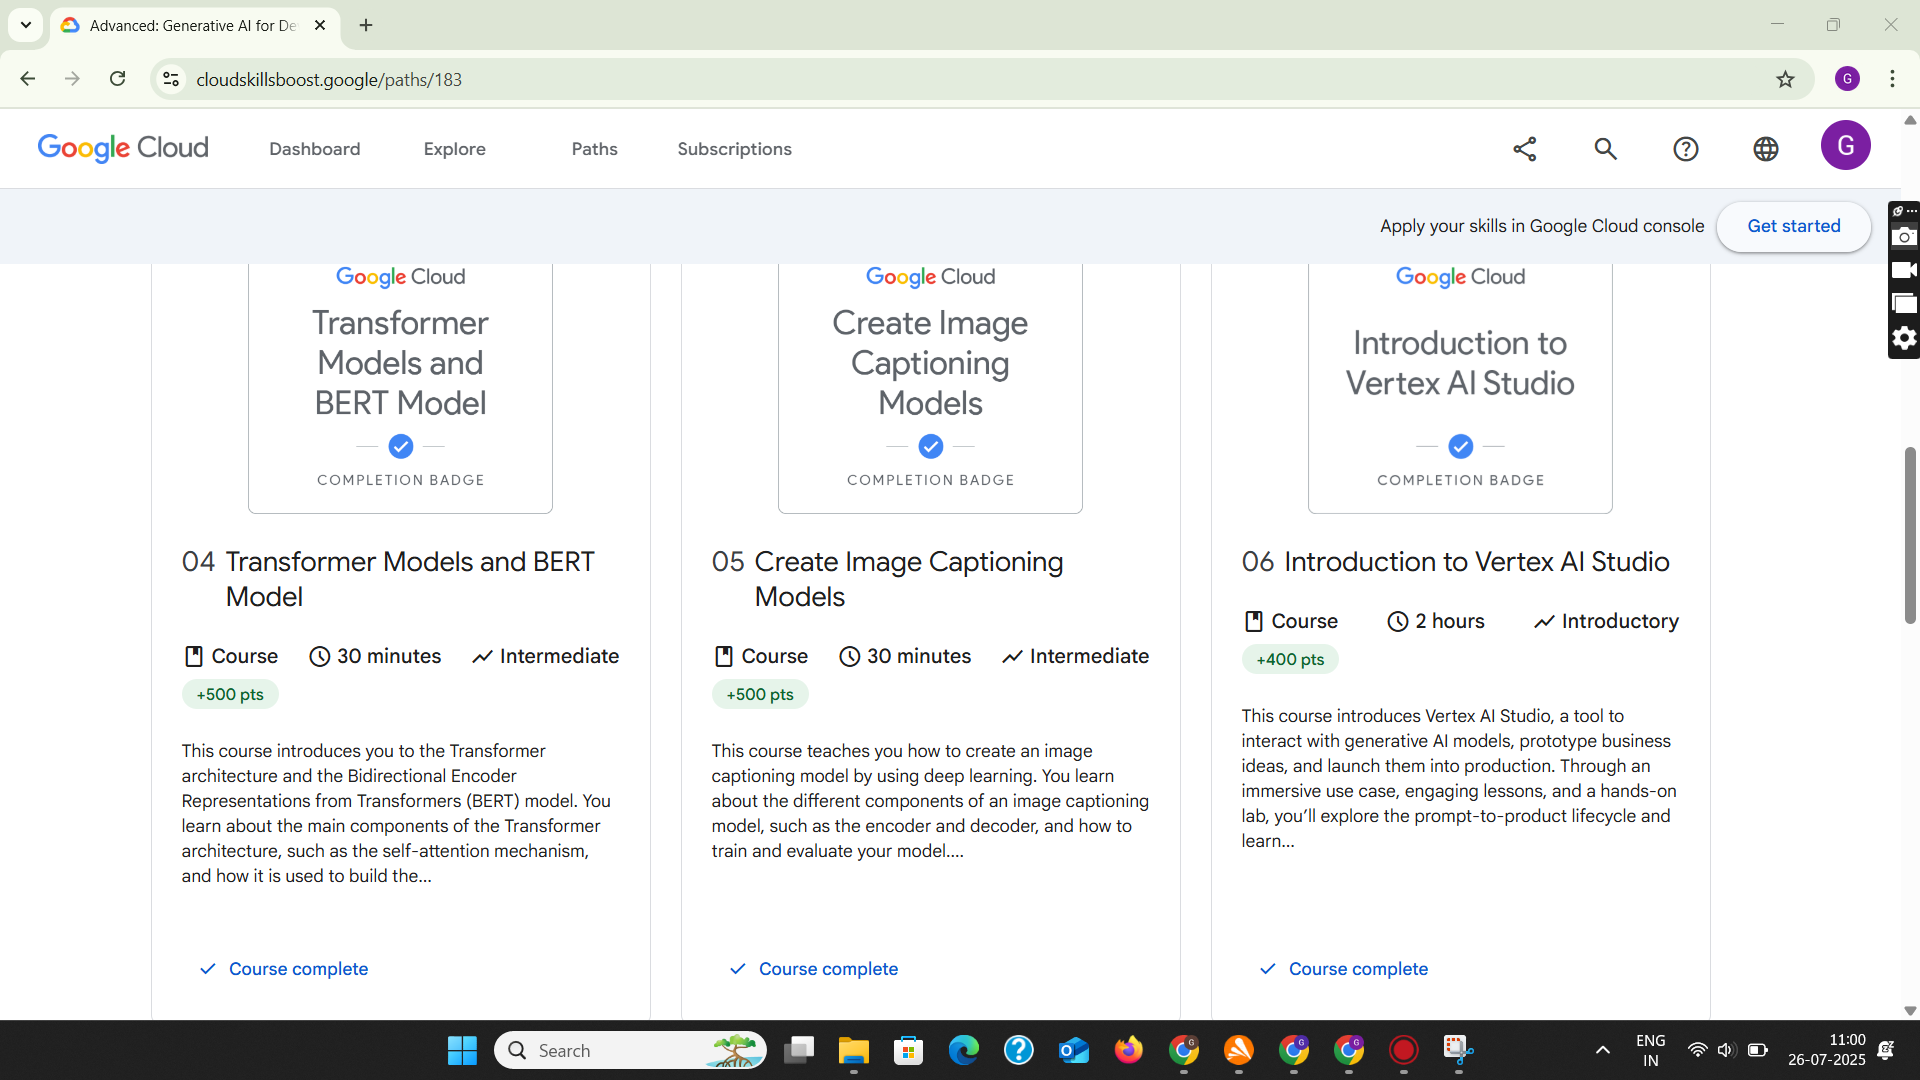 Advanced: Generative AI for De
cloudskillsboost.google/paths/183
G
Google Cloud
Dashboard
Explore
Paths
Subscriptions
G
Apply your skills in Google Cloud console
Get started
Google Cloud
Transformer
Models and
BERT Model
COMPLETION BADGE
04 Transformer Models and BERT
Model
Course
30 minutes
Intermediate
+500 pts
This course introduces you to the Transformer
architecture and the Bidirectional Encoder
Representations from Transformers (BERT) model. You
learn about the main components of the Transformer
architecture, such as the self-attention mechanism,
and how it is used to build the...
Course complete
Google Cloud
Create Image
Captioning
Models
COMPLETION BADGE
05 Create Image Captioning
Models
Course
30 minutes
Intermediate
+500 pts
This course teaches you how to create an image
captioning model by using deep learning. You learn
about the different components of an image captioning
model, such as the encoder and decoder, and how to
train and evaluate your model....
Course complete
Google Cloud
Introduction to
Vertex AI Studio
COMPLETION BADGE
06 Introduction to Vertex AI Studio
Course
2 hours
Introductory
+400 pts
This course introduces Vertex AI Studio, a tool to
interact with generative AI models, prototype business
ideas, and launch them into production. Through an
immersive use case, engaging lessons, and a hands-on
lab, you'll explore the prompt-to-product lifecycle and
learn...
Course complete
Search
ENG
IN
11:00
26-07-2025